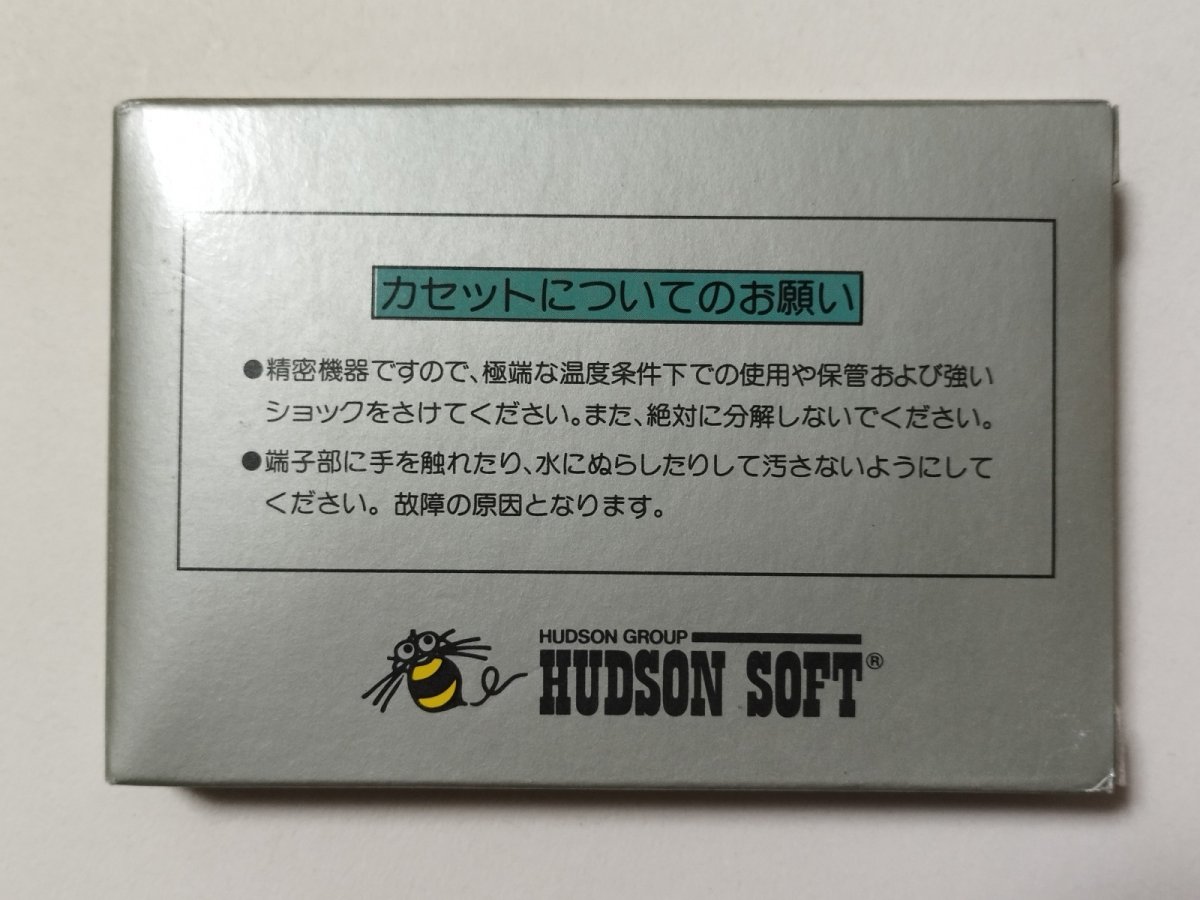 カセットについてのお願い
●精密機器ですので、極端な温度条件下での使用や保管および強い
ショックをさけてください。また、絶対に分解しないでください。
●端子部に手を触れたり、水にぬらしたりして汚さないようにして
ください。故障の原因となります。
HUDSON GROUP
HUDSON SOFT®